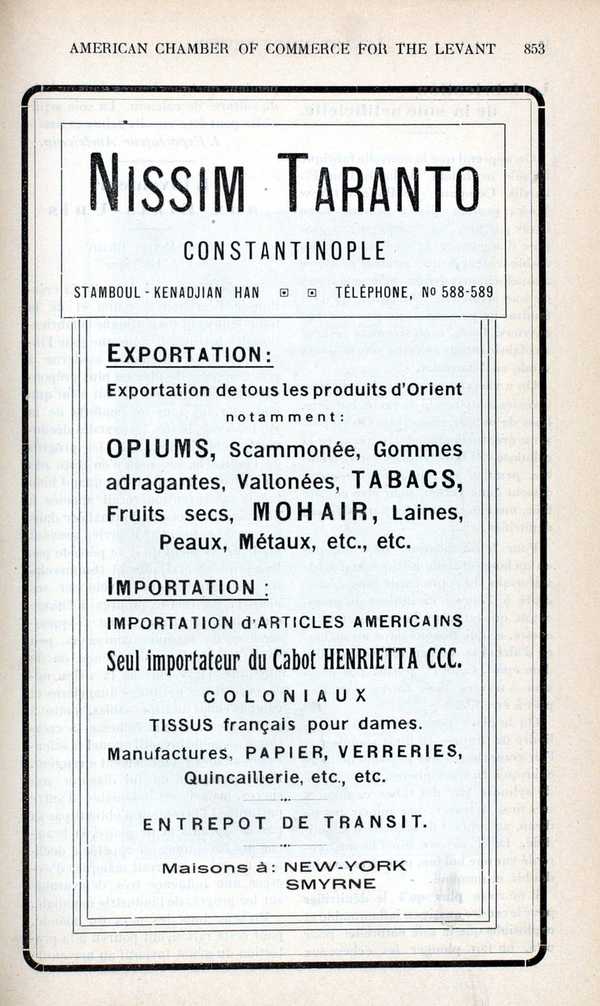 AMERICAN CHAMBER OF COMMERCE FOR THE LEVANT 853
NISSIM TARANTO
CONSTANTINOPLE
STAMBOUL - KENADJIAN HAN TÉLÉPHONE, No 588-589
EXPORTATION:
Exportation de tous les produits d'Orient
notamment:
OPIUMS, Scammonée, Gommes
adragantes, Vallonées, TABACS,
Fruits secs, MOHAIR, Laines,
Peaux, Métaux, etc., etc.
IMPORTATION :
IMPORTATION d'ARTICLES AMERICAINS
Seul importateur du Cabot HENRIETTA CCC.
COLONIAUX
TISSUS français pour dames.
Manufactures, PAPIER, VERRERIES,
Quincaillerie, etc., etc.
ENTREPOT DE TRANSIT.
Maisons à: NEW-YORK
SMYRNE